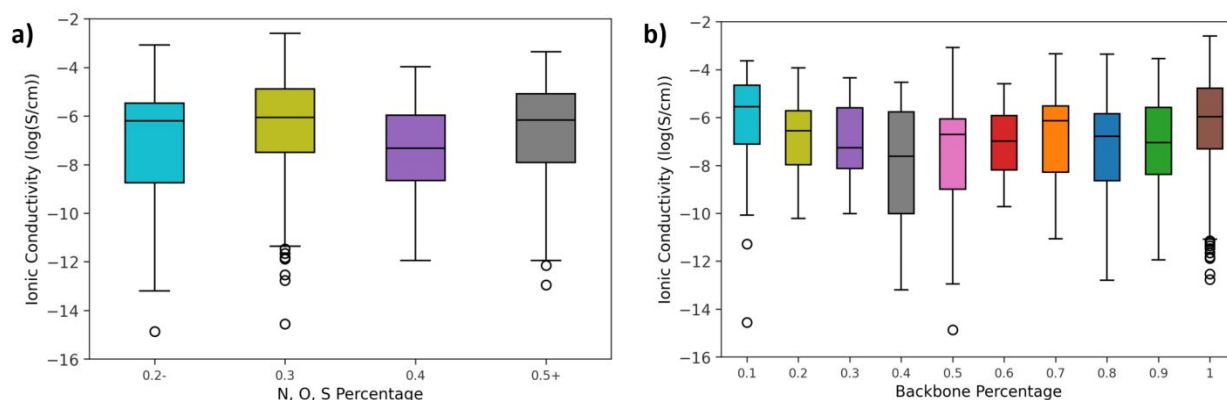 a)
Ionic Conductivity (log(S/cm))
−2
−4
−6
−8
−10
−12
−14
−16
0.2- 0.3 0.4 0.5+
N, O, S Percentage
b)
Ionic Conductivity (log(S/cm))
−2
−4
−6
−8
−10
−12
−14
−16
0.1 0.2 0.3 0.4 0.5 0.6 0.7 0.8 0.9 1
Backbone Percentage